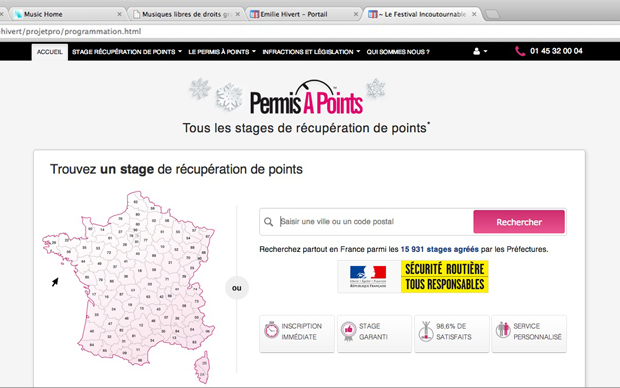 Music Home
Musiques libres de droits gr
Emilie Hivert - Portail
~ Le Festival Incoutournable
hivert/projetpro/programmation.html
ACCUEIL STAGE RÉCUPÉRATION DE POINTS LE PERMIS À POINTS INFRACTIONS ET LÉGISLATION QUI SOMMES NOUS ? 01 45 32 00 04
Permis À Points
Tous les stages de récupération de points*
Trouvez un stage de récupération de points
Saisir une ville ou un code postal
Rechercher
Recherchez partout en France parmi les 15 931 stages agréés par les Préfectures.
ou
Liberté • Égalité • Fraternité
RÉPUBLIQUE FRANÇAISE
SÉCURITÉ ROUTIÈRE
TOUS RESPONSABLES
INSCRIPTION
IMMÉDIATE
STAGE
GARANTI
98,6% DE
SATISFAITS
SERVICE
PERSONNALISÉ